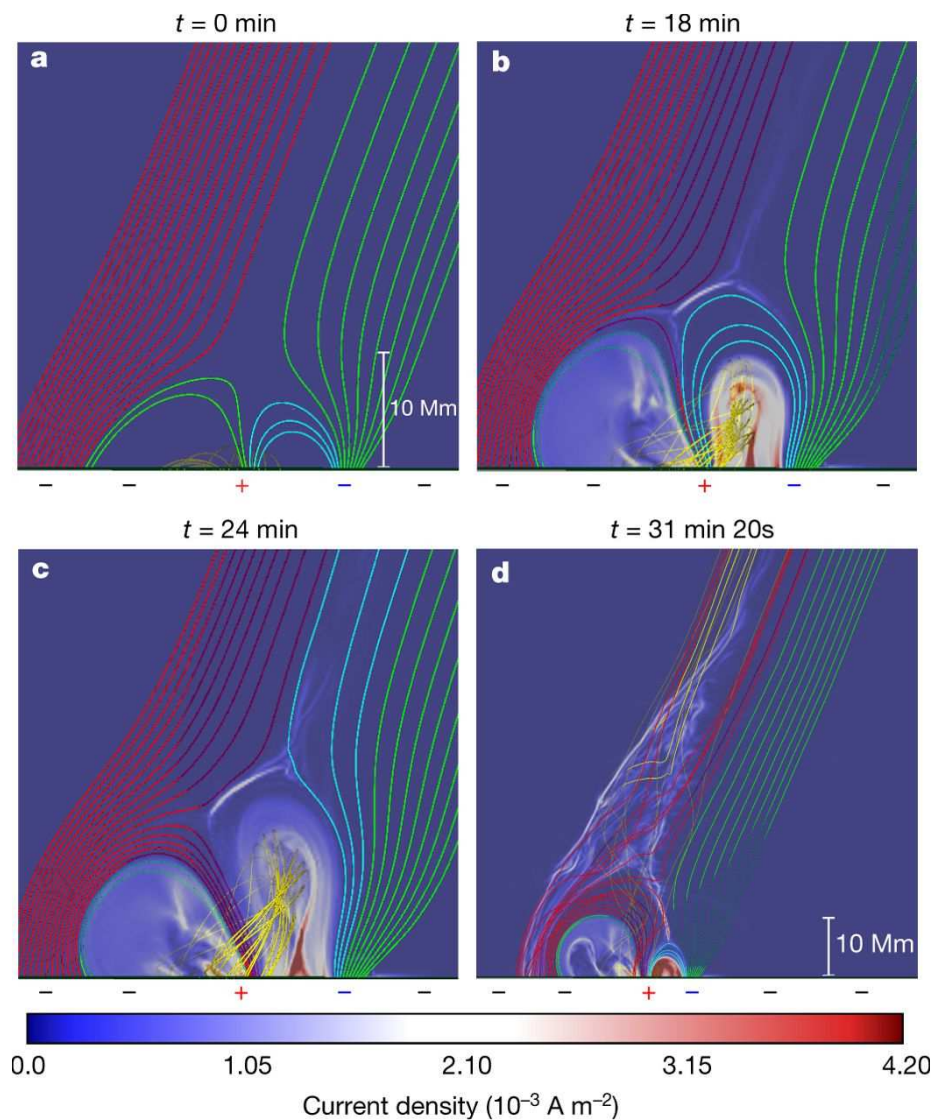 t = 0 min
t = 18 min
a
b
10 Mm
− − + − −
− − + − −
t = 24 min
t = 31 min 20s
c
d
10 Mm
− − + − −
− − + − − −
0.0 1.05 2.10 3.15 4.20
Current density (10⁻³ A m⁻²)